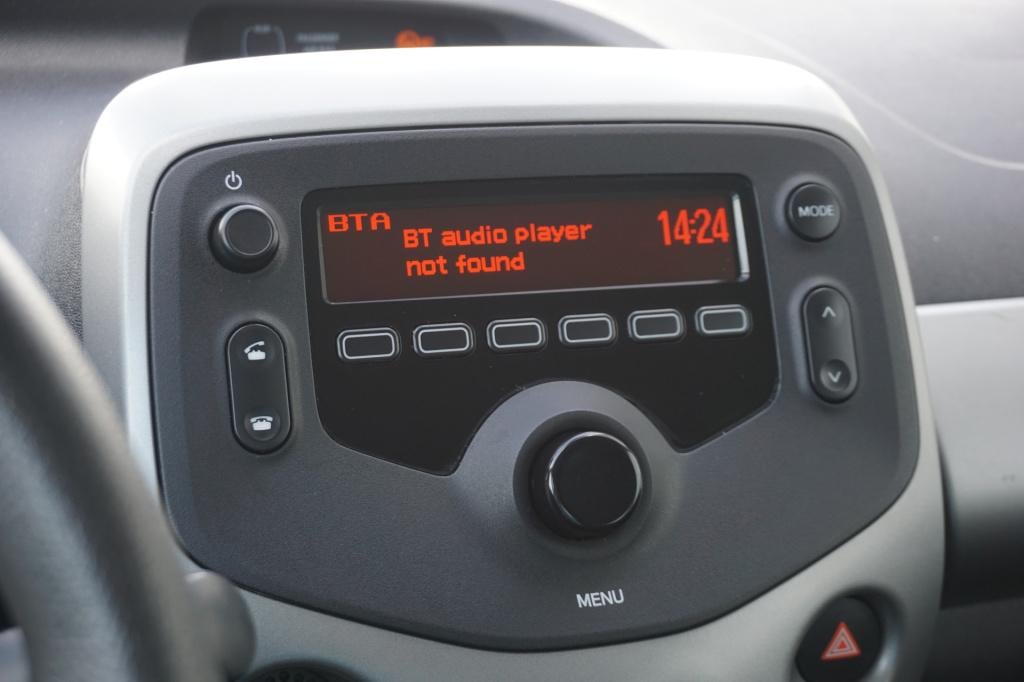 BTA
BT audio player
not found
14:24
MODE
MENU